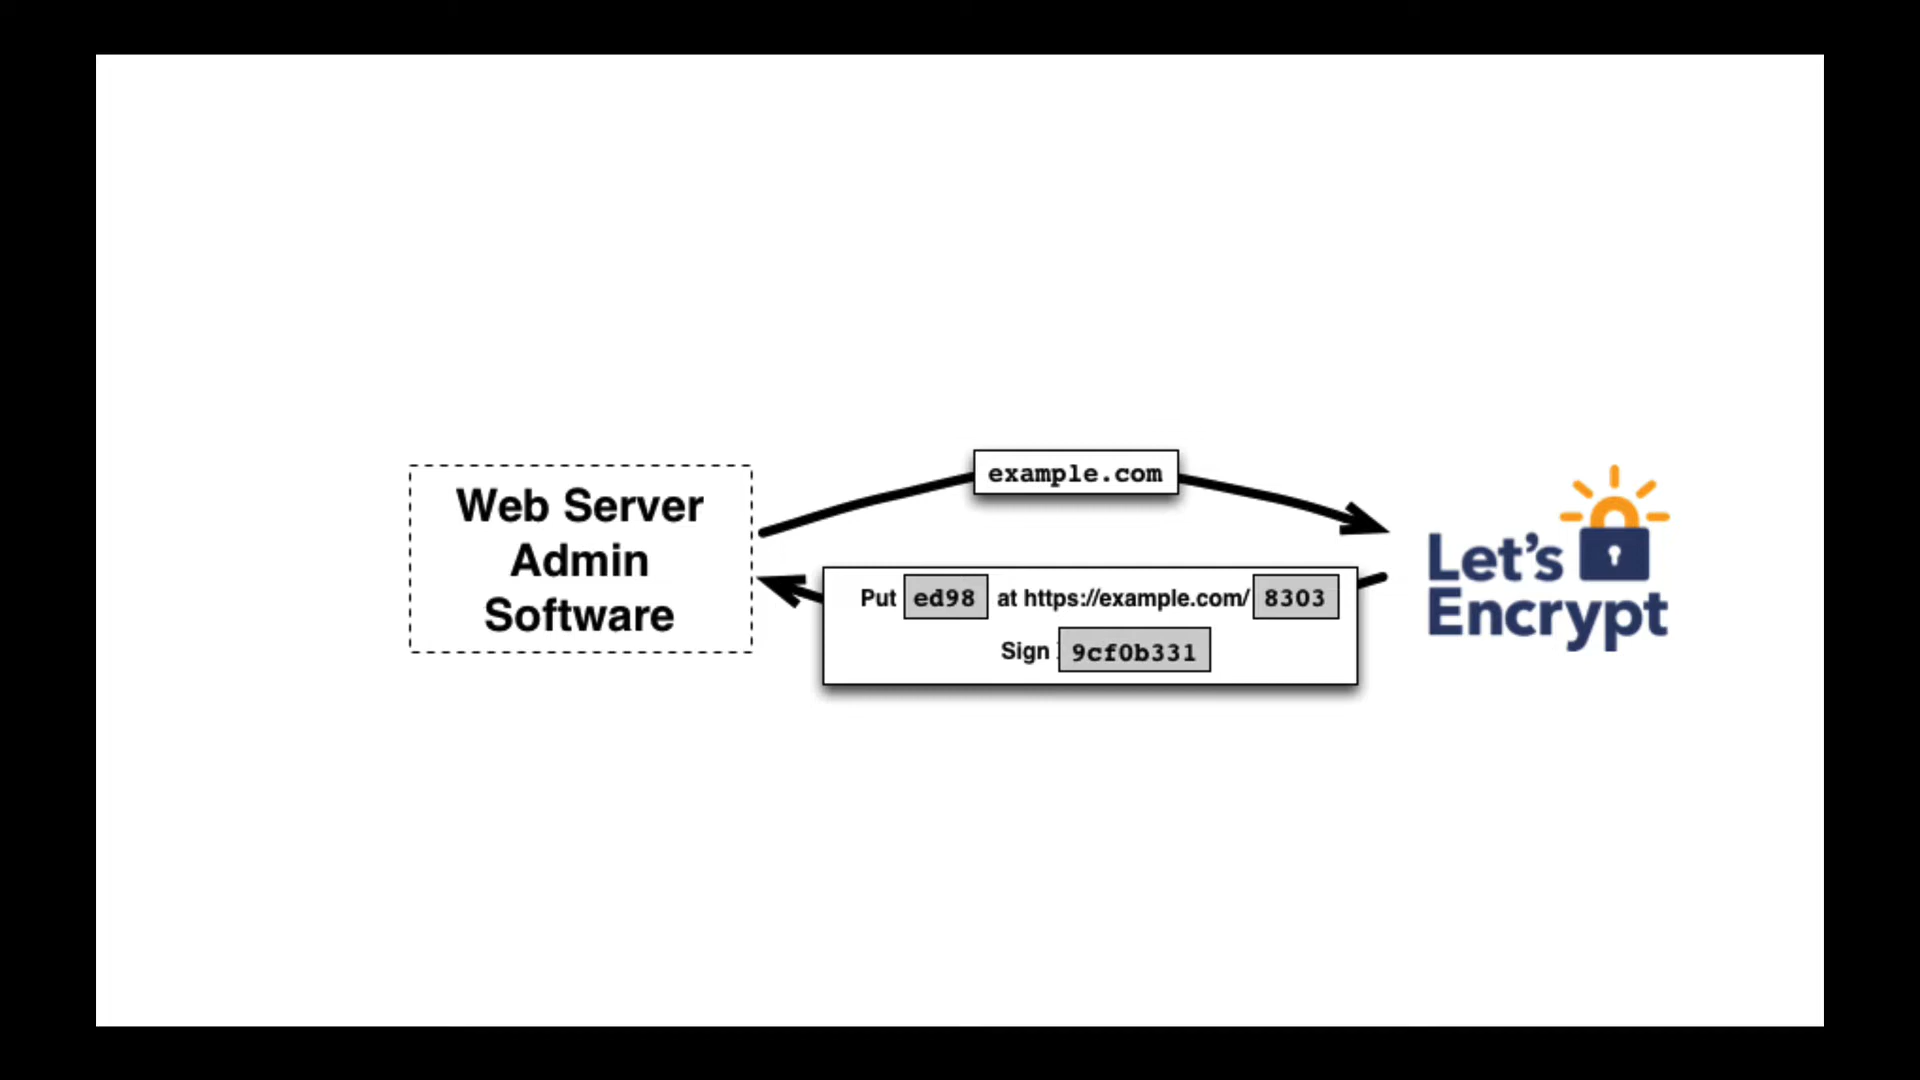 Web Server
Admin
Software
example.com
Put ed98 at https://example.com/ 8303
Sign 9cf0b331
Let's
Encrypt